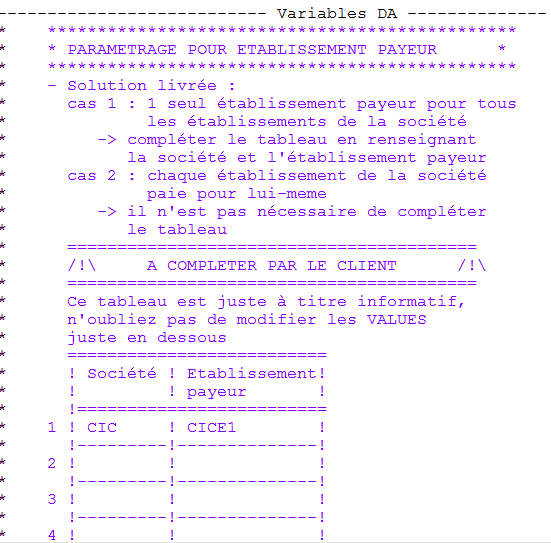 --------------------------- Variables DA --------------
*    ***********************************************
*    * PARAMETRAGE POUR ETABLISSEMENT PAYEUR      *
*    ***********************************************
*    - Solution livrée :
*      cas 1 : 1 seul établissement payeur pour tous
*              les établissements de la société
*         -> compléter le tableau en renseignant
*            la société et l'établissement payeur
*      cas 2 : chaque établissement de la société
*              paie pour lui-meme
*         -> il n'est pas nécessaire de compléter
*            le tableau
*      =========================================
*      /!\     A COMPLETER PAR LE CLIENT      /!\
*      =========================================
*      Ce tableau est juste à titre informatif,
*      n'oubliez pas de modifier les VALUES
*      juste en dessous
*      ==========================
*      ! Société ! Etablissement!
*      !         ! payeur       !
*      !=========================
*    1 ! CIC     ! CICE1        !
*      !---------!--------------!
*    2 !         !              !
*      !---------!--------------!
*    3 !         !              !
*      !---------!--------------!
*    4 !         !              !